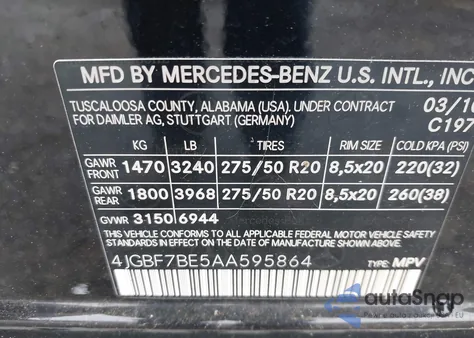 MFD BY MERCEDES-BENZ U.S. INTL., INC
TUSCALOOSA COUNTY, ALABAMA (USA). UNDER CONTRACT 03/1
FOR DAIMLER AG, STUTTGART (GERMANY) C197
KG LB TIRES RIM SIZE COLD KPA (PSI)
GAWR FRONT 1470 3240 275/50 R20 8,5x20 220(32)
GAWR REAR 1800 3968 275/50 R20 8,5x20 260(38)
GVWR 3150 6944
THIS VEHICLE CONFORMS TO ALL APPLICABLE FEDERAL MOTOR VEHICLE SAFETY
STANDARDS IN EFFECT ON THE DATE OF MANUFACTURE SHOWN ABOVE.
4JGBF7BE5AA595864 TYPE: MPV
autoSnap